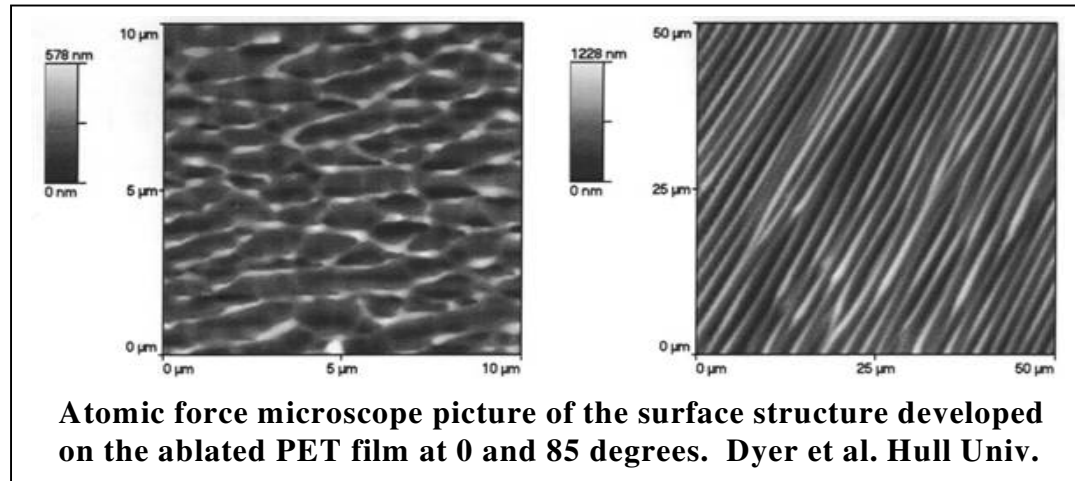 10 µm
578 nm
0 nm
5 µm
0 µm
0 µm 5 µm 10 µm
50 µm
1228 nm
0 nm
25 µm
0 µm
0 µm 25 µm 50 µm
Atomic force microscope picture of the surface structure developed
on the ablated PET film at 0 and 85 degrees. Dyer et al. Hull Univ.